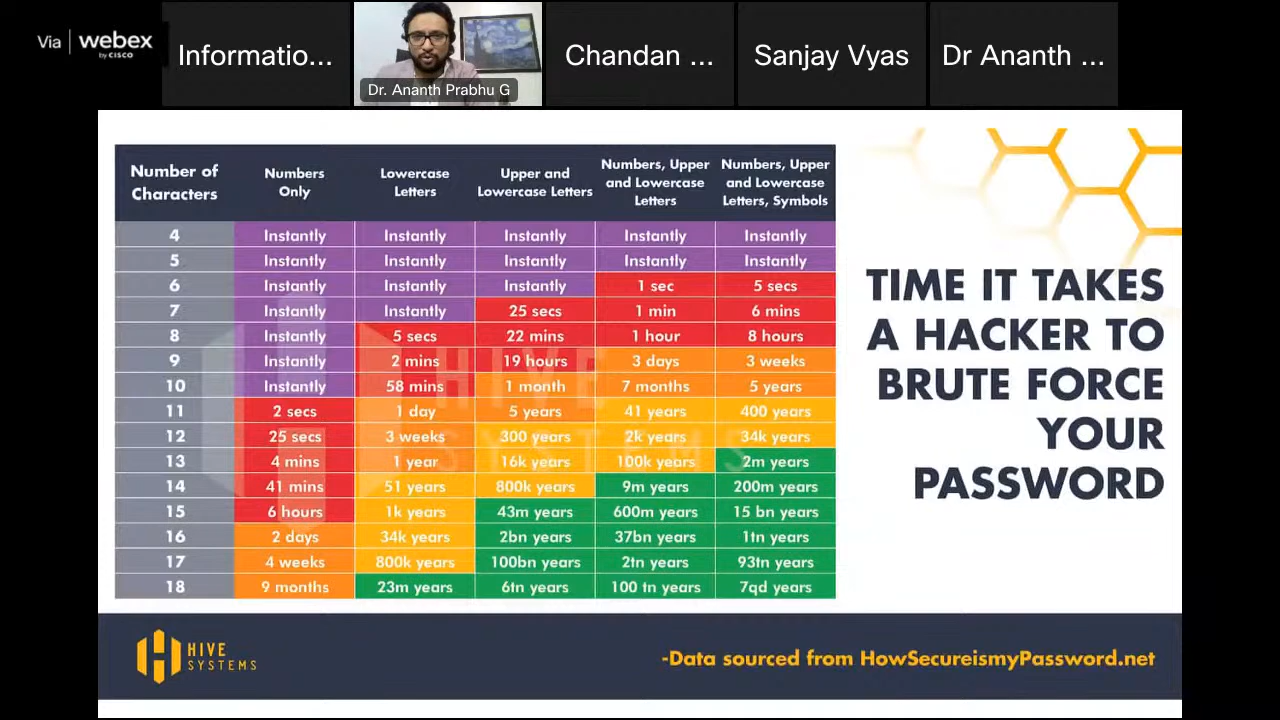 Via webex
by CISCO
Informatio...
Dr. Ananth Prabhu G
Chandan ...
Sanjay Vyas
Dr Ananth ...
Number of Characters Numbers Only Lowercase Letters Upper and Lowercase Letters Numbers, Upper and Lowercase Letters Numbers, Upper and Lowercase Letters, Symbols
4 Instantly Instantly Instantly Instantly Instantly
5 Instantly Instantly Instantly Instantly Instantly
6 Instantly Instantly Instantly 1 sec 5 secs
7 Instantly Instantly 25 secs 1 min 6 mins
8 Instantly 5 secs 22 mins 1 hour 8 hours
9 Instantly 2 mins 19 hours 3 days 3 weeks
10 Instantly 58 mins 1 month 7 months 5 years
11 2 secs 1 day 5 years 41 years 400 years
12 25 secs 3 weeks 300 years 2k years 34k years
13 4 mins 1 year 16k years 100k years 2m years
14 41 mins 51 years 800k years 9m years 200m years
15 6 hours 1k years 43m years 600m years 15 bn years
16 2 days 34k years 2bn years 37bn years 1tn years
17 4 weeks 800k years 100bn years 2tn years 93tn years
18 9 months 23m years 6tn years 100 tn years 7qd years
HIVE
SYSTEMS
TIME IT TAKES
A HACKER TO
BRUTE FORCE
YOUR
PASSWORD
HIVE
SYSTEMS
-Data sourced from HowSecureismyPassword.net